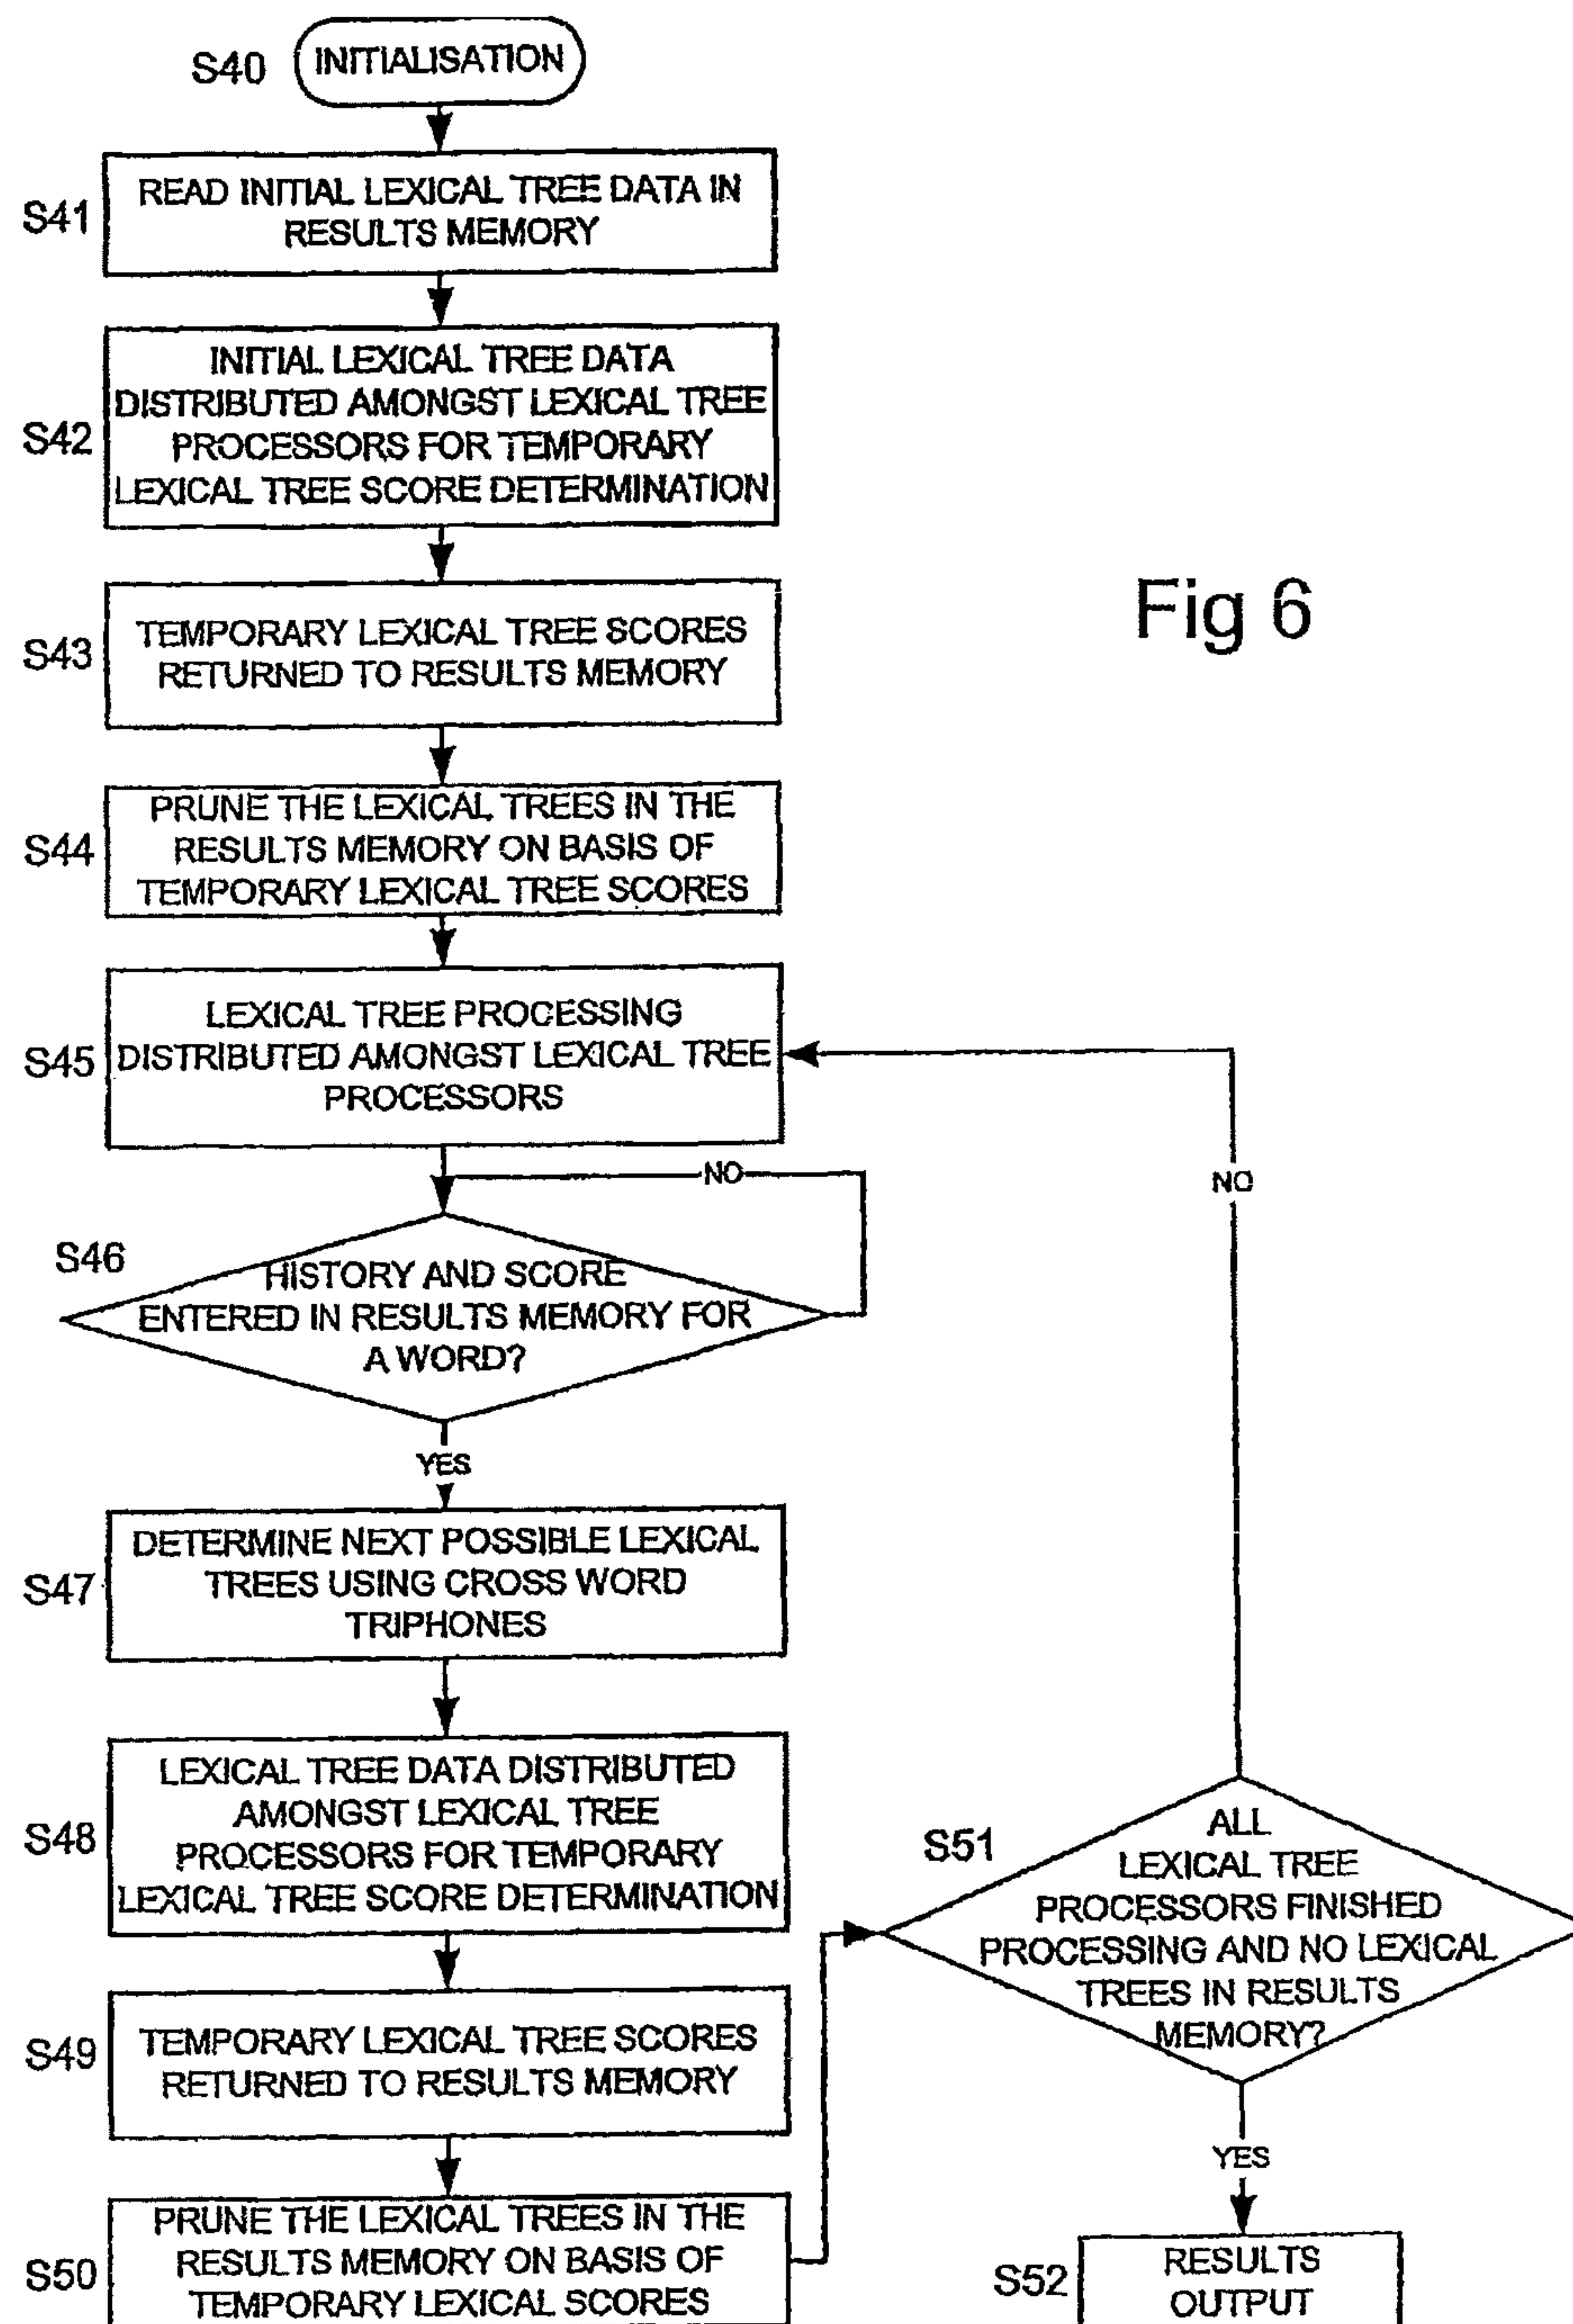 S40
INITIALISATION
S41
READ INITIAL LEXICAL TREE DATA IN
RESULTS MEMORY
S42
INITIAL LEXICAL TREE DATA
DISTRIBUTED AMONGST LEXICAL TREE
PROCESSORS FOR TEMPORARY
LEXICAL TREE SCORE DETERMINATION
Fig 6
S43
TEMPORARY LEXICAL TREE SCORES
RETURNED TO RESULTS MEMORY
S44
PRUNE THE LEXICAL TREES IN THE
RESULTS MEMORY ON BASIS OF
TEMPORARY LEXICAL TREE SCORES
S45
LEXICAL TREE PROCESSING
DISTRIBUTED AMONGST LEXICAL TREE
PROCESSORS
NO
NO
S46
HISTORY AND SCORE
ENTERED IN RESULTS MEMORY FOR
A WORD?
YES
S47
DETERMINE NEXT POSSIBLE LEXICAL
TREES USING CROSS WORD
TRIPHONES
S48
LEXICAL TREE DATA DISTRIBUTED
AMONGST LEXICAL TREE
PROCESSORS FOR TEMPORARY
LEXICAL TREE SCORE DETERMINATION
S49
TEMPORARY LEXICAL TREE SCORES
RETURNED TO RESULTS MEMORY
S50
PRUNE THE LEXICAL TREES IN THE
RESULTS MEMORY ON BASIS OF
TEMPORARY LEXICAL SCORES
S51
ALL
LEXICAL TREE
PROCESSORS FINISHED
PROCESSING AND NO LEXICAL
TREES IN RESULTS
MEMORY?
YES
S52
RESULTS
OUTPUT